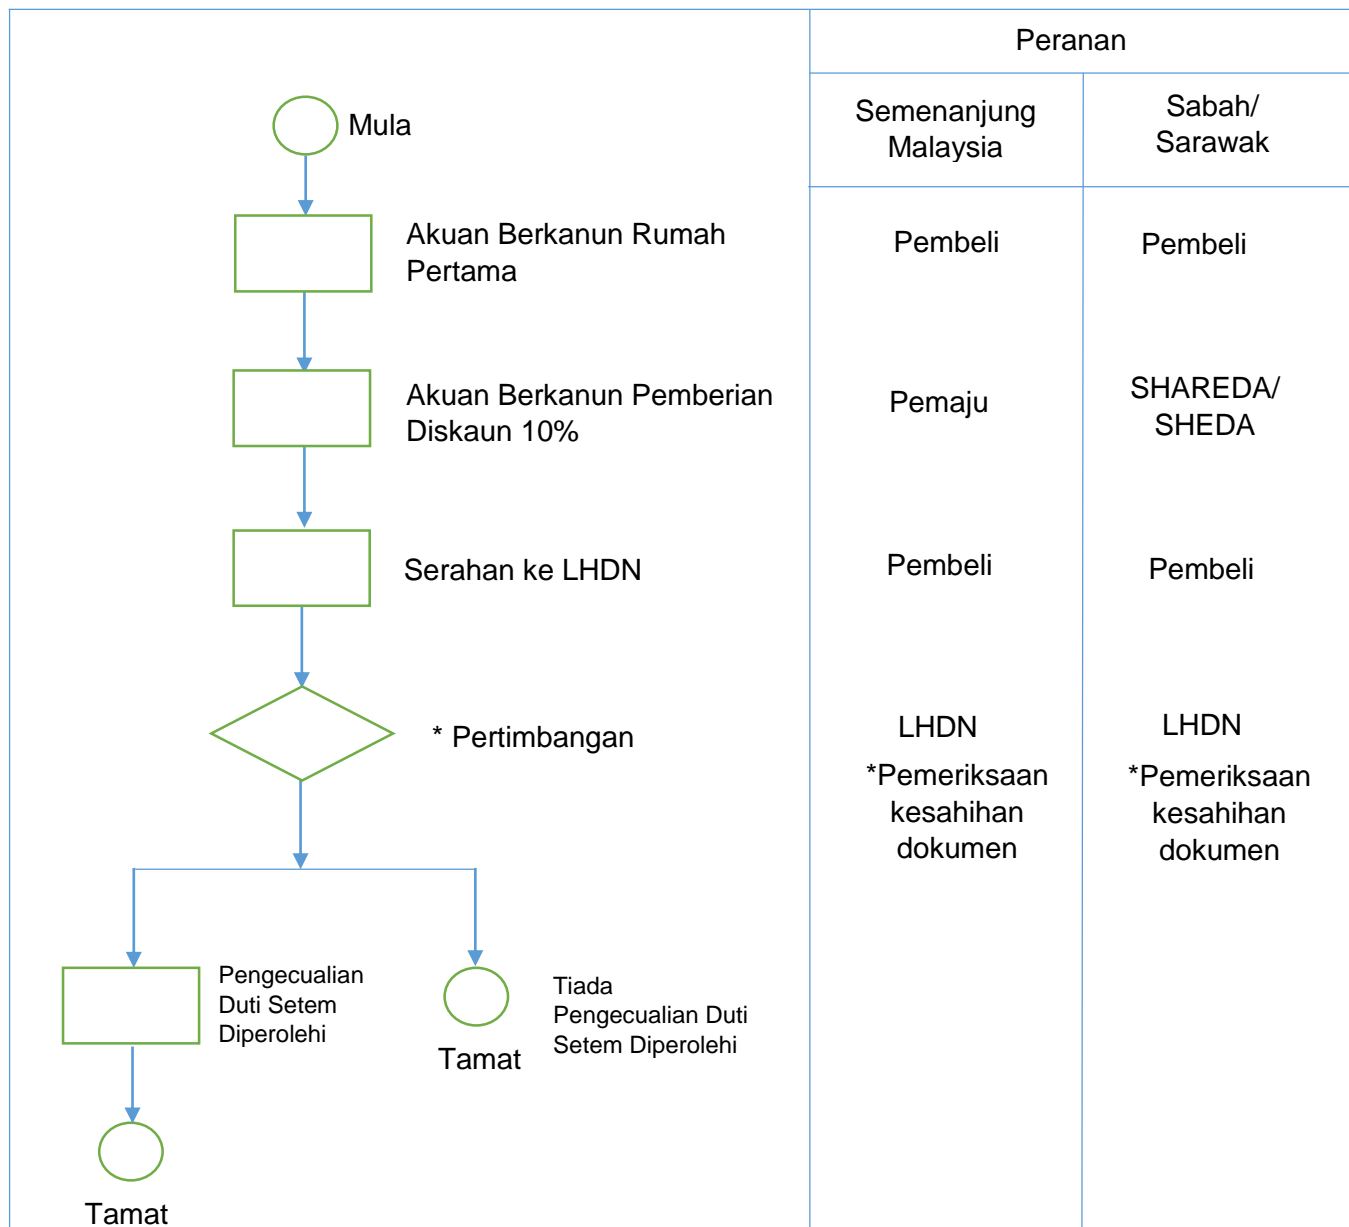 Peranan
Semenanjung
Malaysia
Sabah/
Sarawak
Mula
Akuan Berkanun Rumah
Pertama
Pembeli
Pembeli
Akuan Berkanun Pemberian
Diskaun 10%
Pemaju
SHAREDA/
SHEDA
Serahan ke LHDN
Pembeli
Pembeli
* Pertimbangan
LHDN
*Pemeriksaan
kesahihan
dokumen
LHDN
*Pemeriksaan
kesahihan
dokumen
Pengecualian
Duti Setem
Diperolehi
Tamat
Tiada
Pengecualian Duti
Setem Diperolehi
Tamat